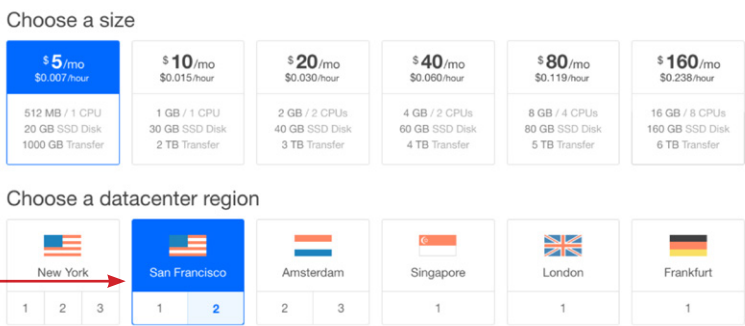 Choose a size
$5/mo $10/mo $20/mo $40/mo $80/mo $160/mo
$0.007/hour $0.015/hour $0.030/hour $0.060/hour $0.119/hour $0.238/hour
512 MB / 1 CPU 1 GB / 1 CPU 2 GB / 2 CPUs 4 GB / 2 CPUs 8 GB / 4 CPUs 16 GB / 8 CPUs
20 GB SSD Disk 30 GB SSD Disk 40 GB SSD Disk 60 GB SSD Disk 80 GB SSD Disk 160 GB SSD Disk
1000 GB Transfer 2 TB Transfer 3 TB Transfer 4 TB Transfer 5 TB Transfer 6 TB Transfer
Choose a datacenter region
New York San Francisco Amsterdam Singapore London Frankfurt
1 2 3 1 2 2 3 1 1 1